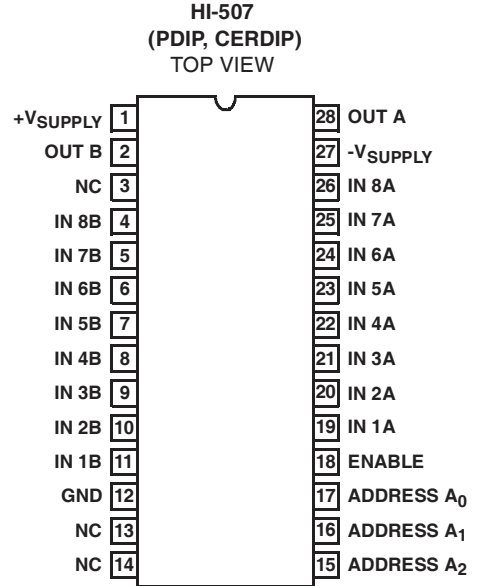 HI-507
(PDIP, CERDIP)
TOP VIEW
+VSUPPLY 1 28 OUT A
OUT B 2 27 -VSUPPLY
NC 3 26 IN 8A
IN 8B 4 25 IN 7A
IN 7B 5 24 IN 6A
IN 6B 6 23 IN 5A
IN 5B 7 22 IN 4A
IN 4B 8 21 IN 3A
IN 3B 9 20 IN 2A
IN 2B 10 19 IN 1A
IN 1B 11 18 ENABLE
GND 12 17 ADDRESS A0
NC 13 16 ADDRESS A1
NC 14 15 ADDRESS A2